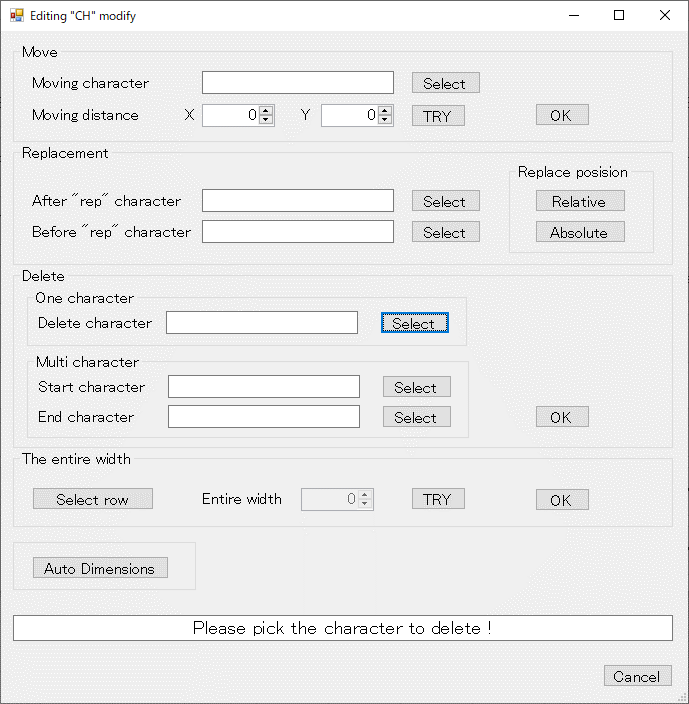 Editing "CH" modify
Move
Moving character Select
Moving distance X 0 Y 0 TRY OK
Replacement
Replace posision
After "rep" character Select Relative
Before "rep" character Select Absolute
Delete
One character
Delete character Select
Multi character
Start character Select
End character Select OK
The entire width
Select row Entire width 0 TRY OK
Auto Dimensions
Please pick the character to delete !
Cancel